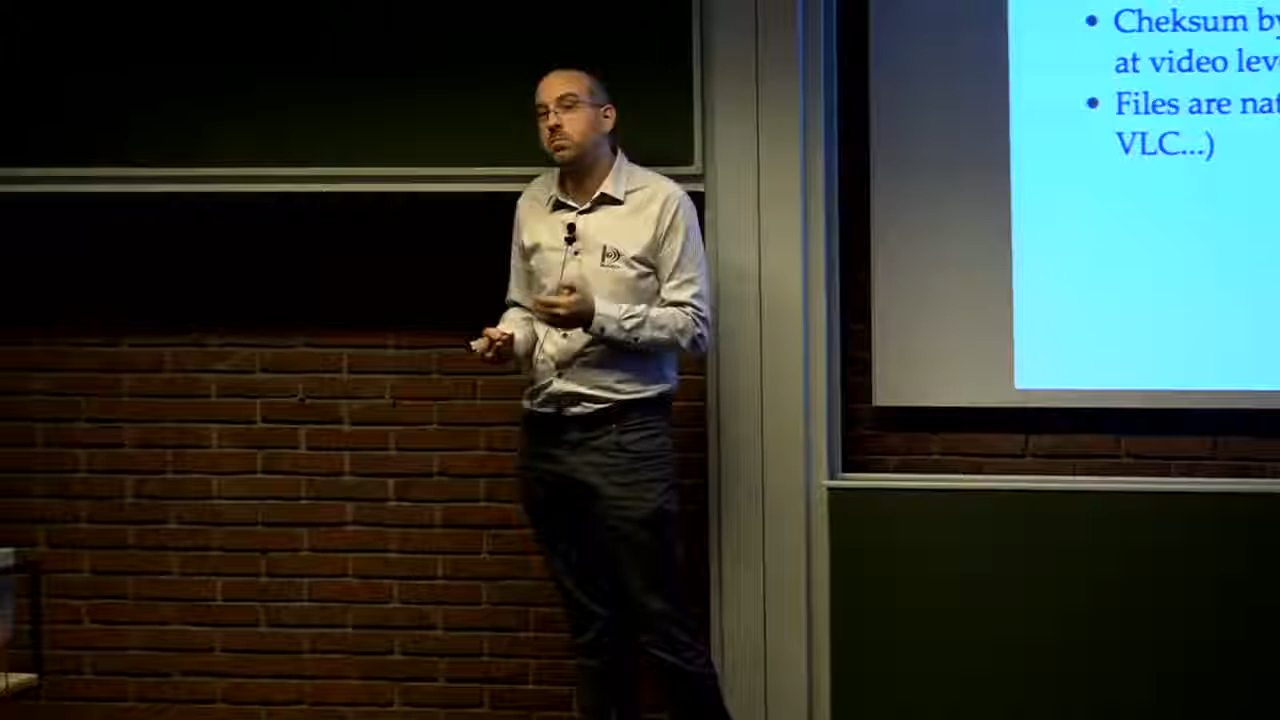 • Cheksum by
at video leve
• Files are nat
VLC...)